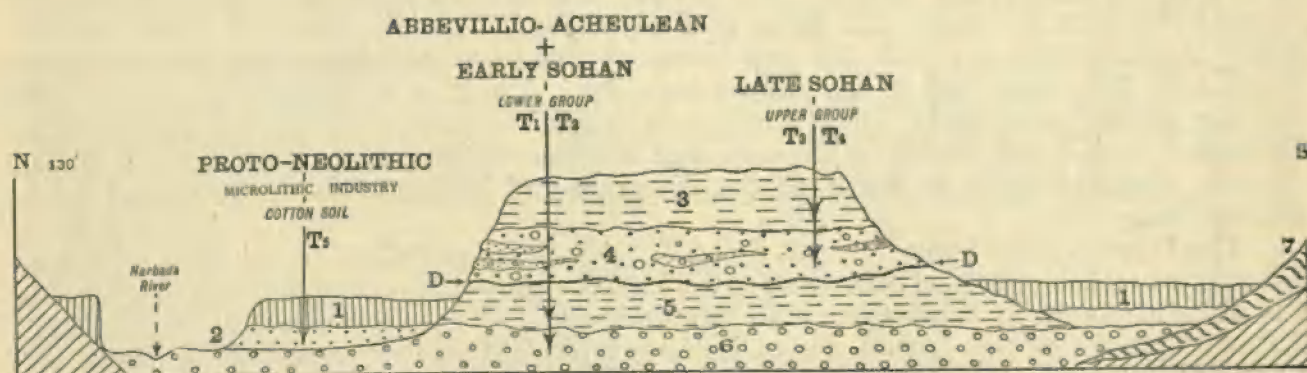 ABBEVILLIO-ACHEULEAN
+
EARLY SOHAN
LOWER GROUP
T1 T2
LATE SOHAN
UPPER GROUP
T3 T4
N 130'
S
PROTO-NEOLITHIC
MICROLITHIC INDUSTRY
COTTON SOIL
T5
Narbada
River
3
4
7
D
D
1
1
2
5
6